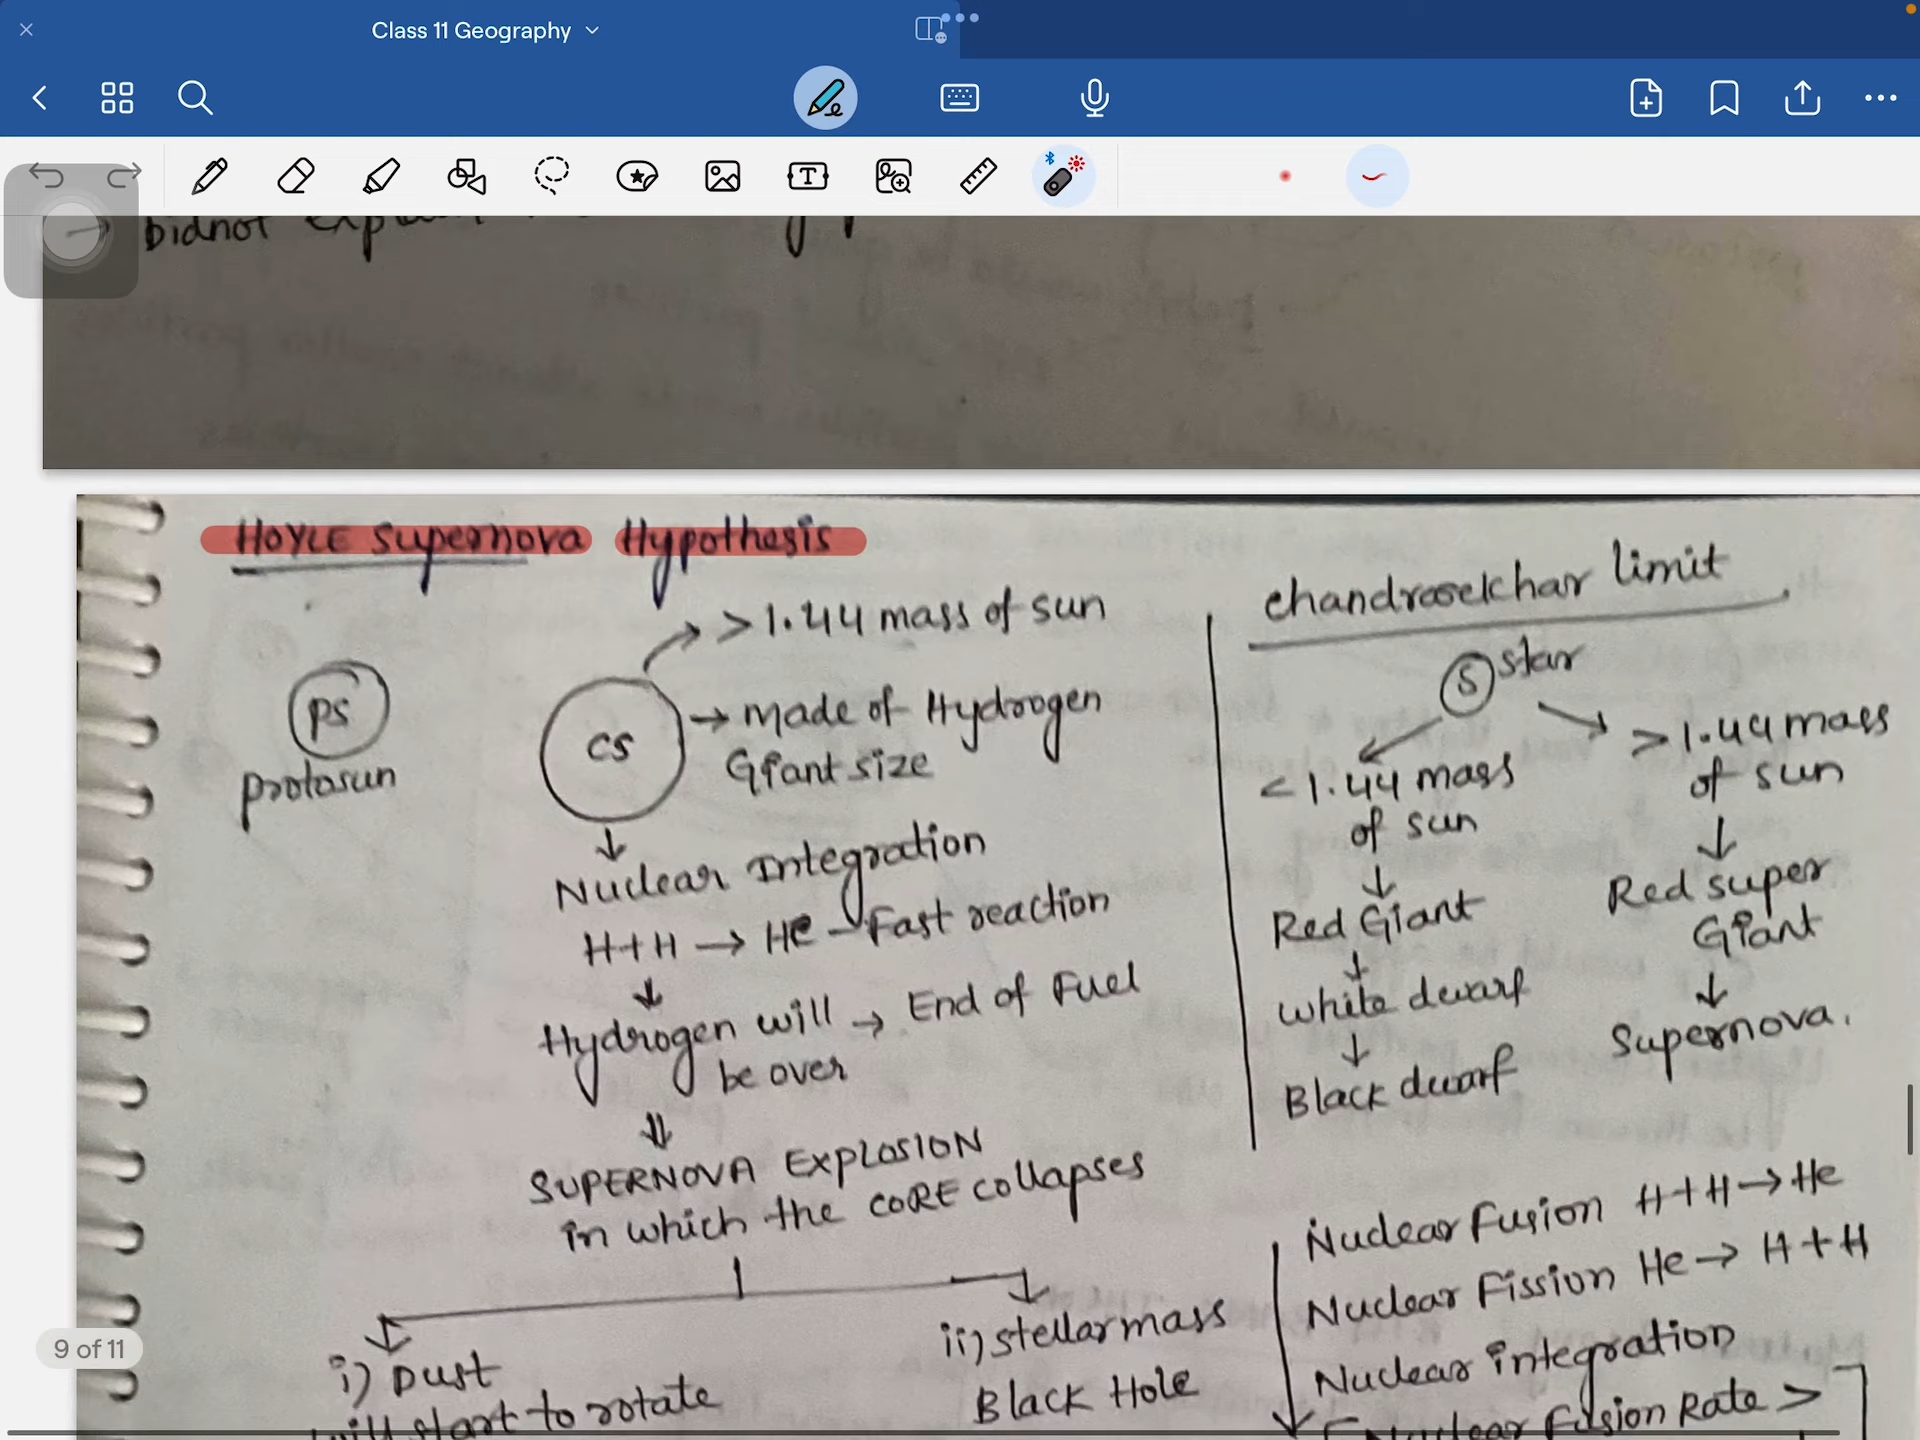 Class 11 Geography
Didnot
HOYLE Supernova Hypothesis
> 1.44 mass of sun
PS
protosun
CS
→ made of Hydrogen
Giant size
↓
Nuclear Integration
H+H → He - Fast reaction
↓
Hydrogen will → End of Fuel
be over
⇓
SUPERNOVA EXPLOSION
in which the CORE collapses
i) Dust
will start to rotate
ii) stellar mass
Black Hole
chandrasekhar limit
S star
< 1.44 mass
of sun
↓
Red Giant
↓
white dwarf
↓
Black dwarf
> 1.44 mass
of sun
↓
Red super
Giant
↓
Supernova.
Nuclear Fusion H+H → He
Nuclear Fission He → H+H
Nuclear integration
Nuclear Fusion Rate >
9 of 11